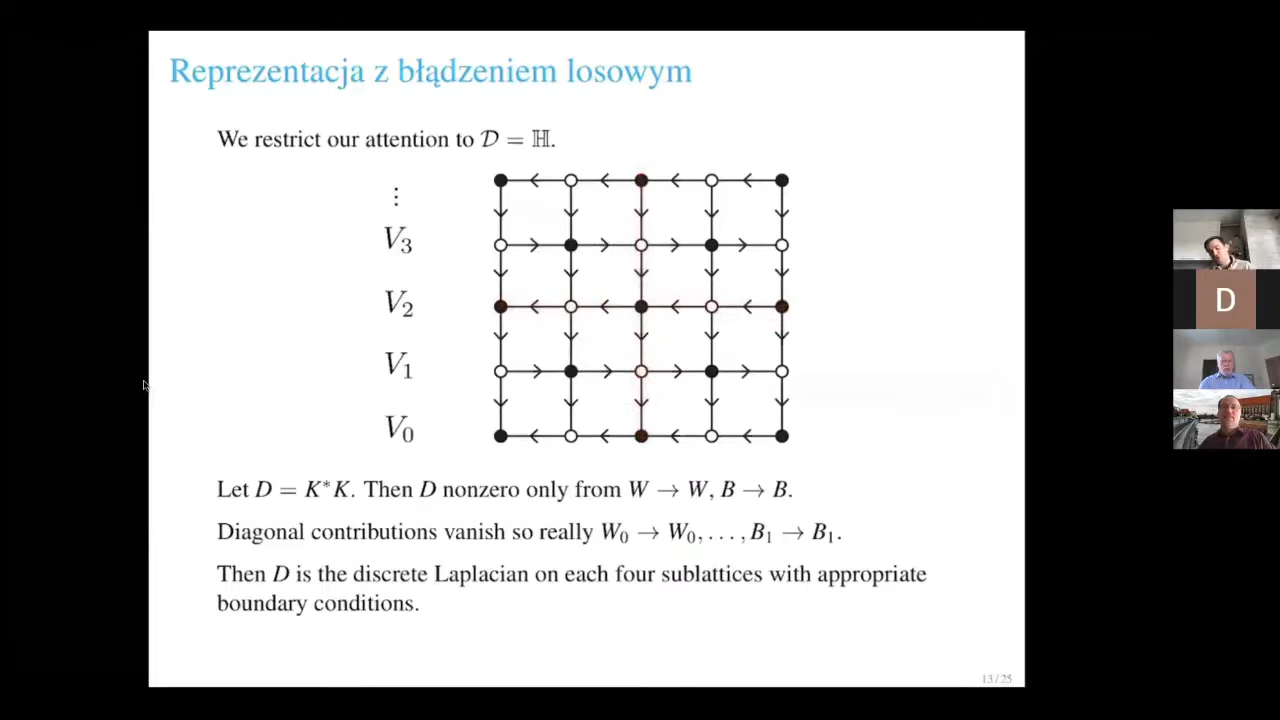 Reprezentacja z błądzeniem losowym
We restrict our attention to 𝒟 = ℍ.
⋮
V₃
V₂
V₁
V₀
Let D = K*K. Then D nonzero only from W → W, B → B.
Diagonal contributions vanish so really W₀ → W₀, . . . , B₁ → B₁.
Then D is the discrete Laplacian on each four sublattices with appropriate
boundary conditions.
13/25
D